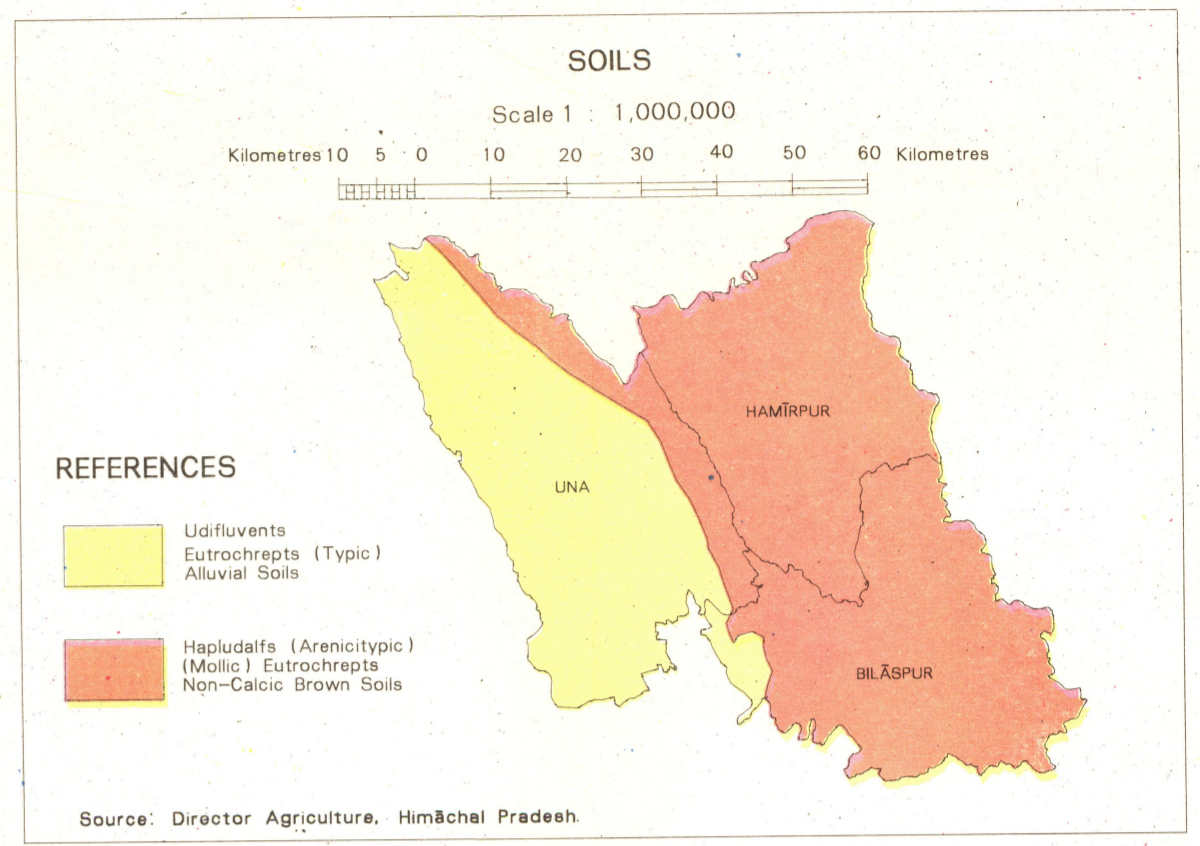 SOILS
Scale 1 : 1,000,000
Kilometres 10 5 0 10 20 30 40 50 60 Kilometres
HAMĪRPUR
REFERENCES
UNA
Udifluvents
Eutrochrepts (Typic)
Alluvial Soils
Hapludalfs (Arenicitypic)
(Mollic) Eutrochrepts
Non-Calcic Brown Soils
BILĀSPUR
Source: Director Agriculture, Himāchal Pradesh.